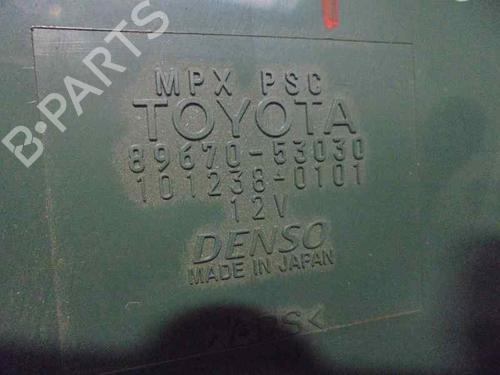 B-PARTS
MPX PSC
TOYOTA
89670-53030
101238-0101
12V
DENSO
MADE IN JAPAN